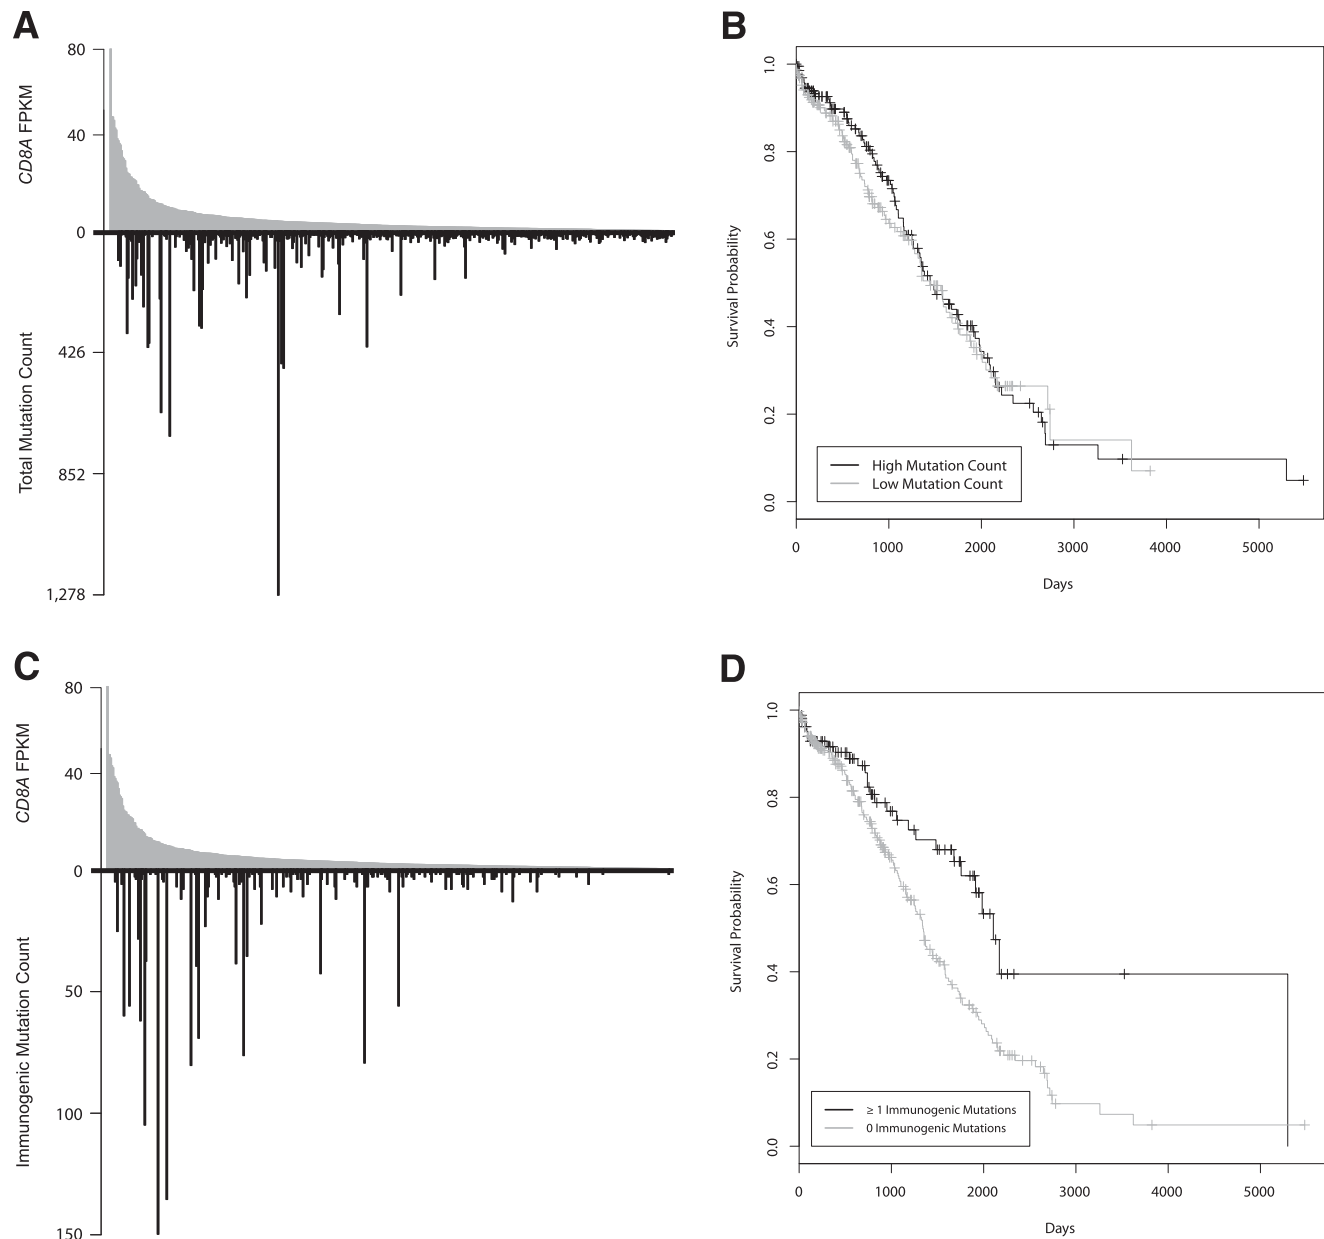 A
80
40
0
CD8A FPKM
426
852
1,278
Total Mutation Count
B
1.0
0.8
0.6
0.4
0.2
0.0
Survival Probability
High Mutation Count
Low Mutation Count
0 1000 2000 3000 4000 5000
Days
C
80
40
0
CD8A FPKM
50
100
150
Immunogenic Mutation Count
D
1.0
0.8
0.6
0.4
0.2
0.0
Survival Probability
≥ 1 Immunogenic Mutations
0 Immunogenic Mutations
0 1000 2000 3000 4000 5000
Days